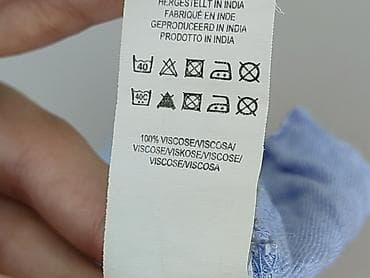 HERGESTELLT IN INDIA
FABRIQUÉ EN INDE
GEPRODUCEERD IN INDIA
PRODOTTO IN INDIA
40
40C
100% VISCOSE/VISCOSA/
VISCOSE/VISKOSE/VISCOSE/
VISCOSE/VISCOSA